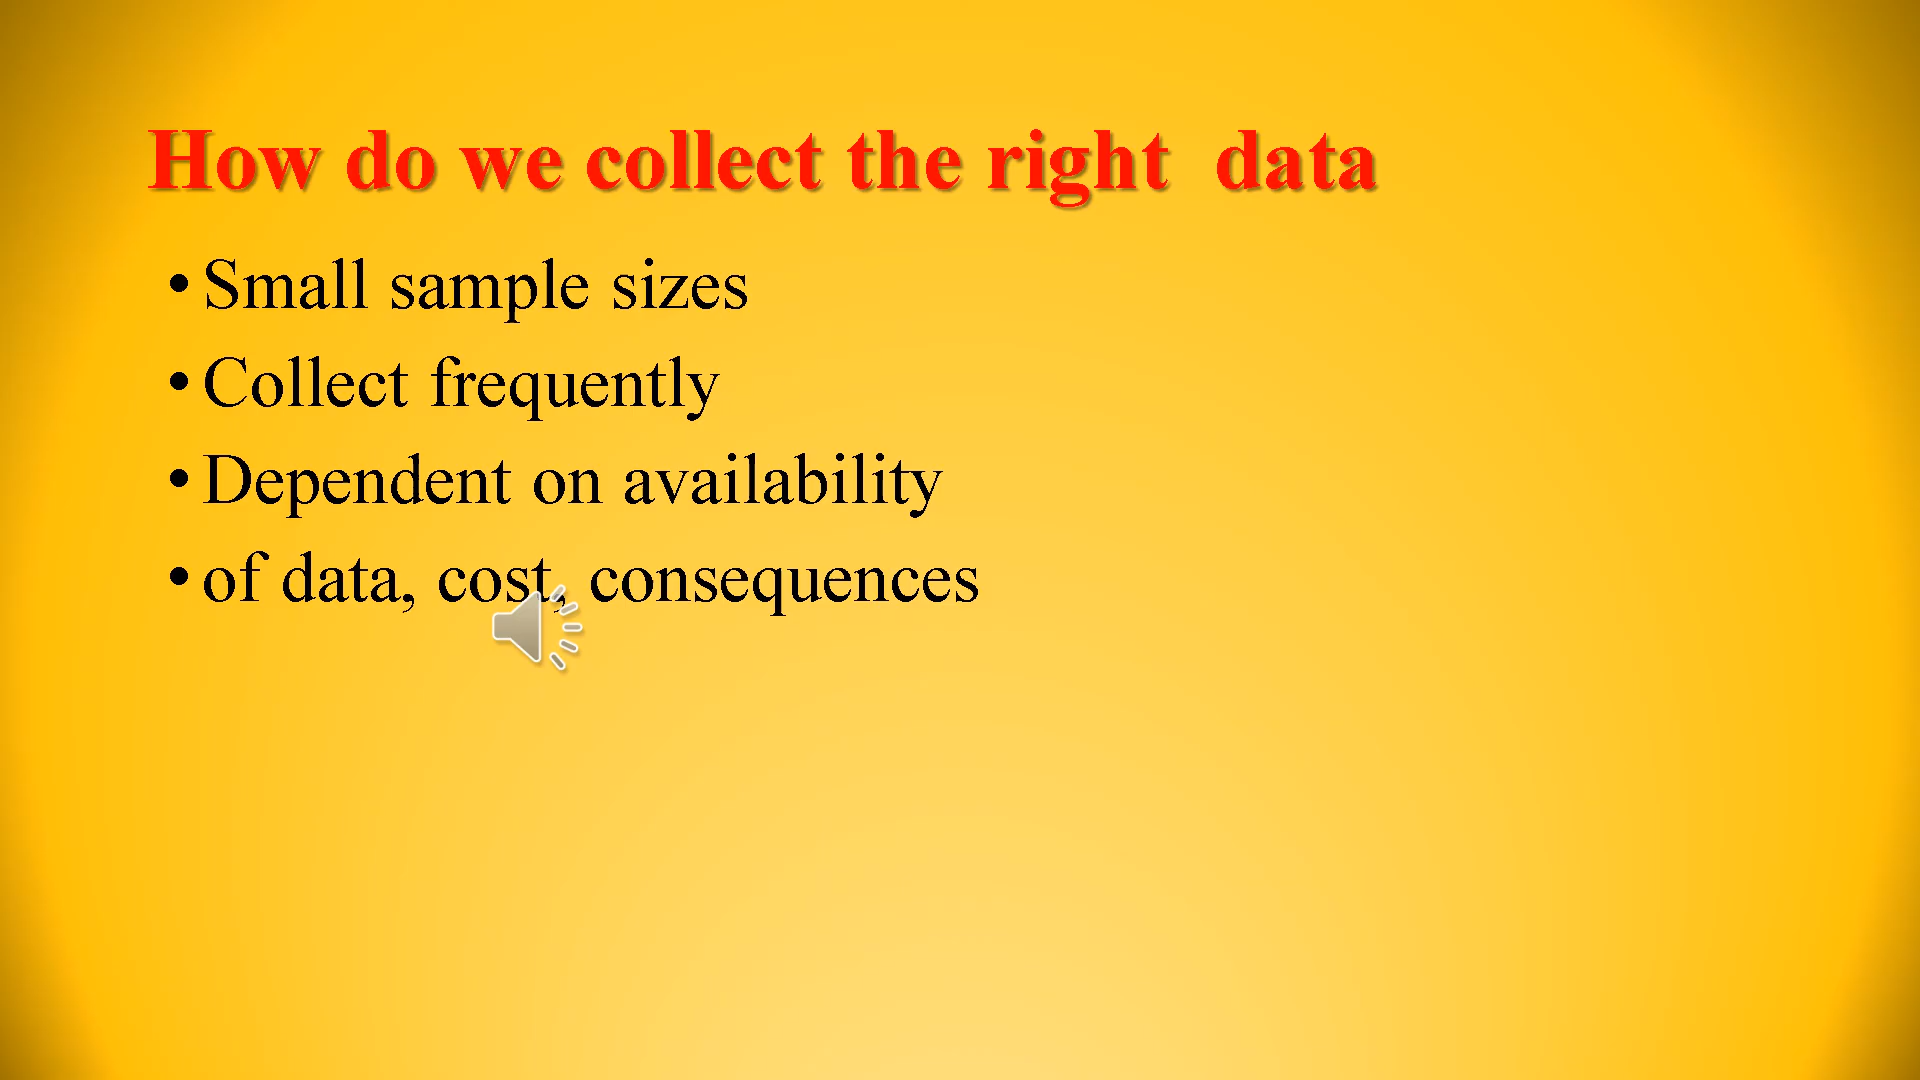 How do we collect the right  data
• Small sample sizes
• Collect frequently
• Dependent on availability
• of data, cost, consequences